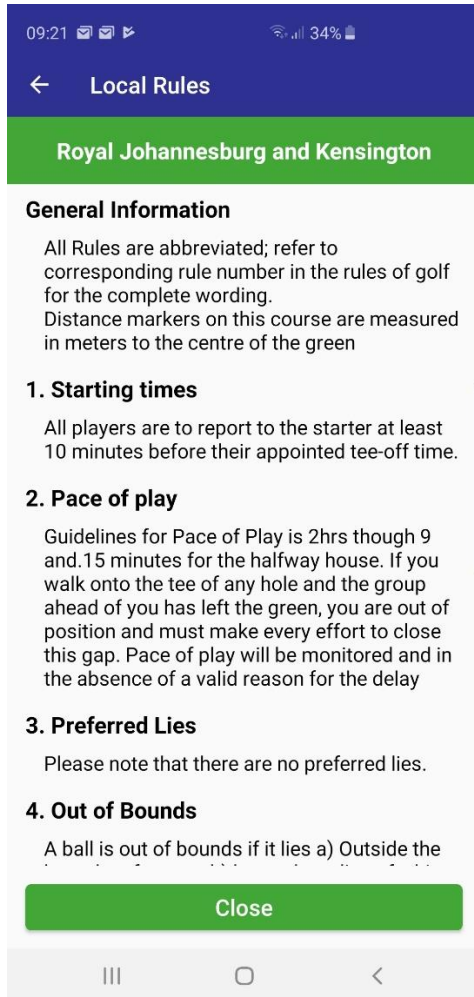 09:21 34%
Local Rules
Royal Johannesburg and Kensington
General Information
All Rules are abbreviated; refer to
corresponding rule number in the rules of golf
for the complete wording.
Distance markers on this course are measured
in meters to the centre of the green
1. Starting times
All players are to report to the starter at least
10 minutes before their appointed tee-off time.
2. Pace of play
Guidelines for Pace of Play is 2hrs though 9
and.15 minutes for the halfway house. If you
walk onto the tee of any hole and the group
ahead of you has left the green, you are out of
position and must make every effort to close
this gap. Pace of play will be monitored and in
the absence of a valid reason for the delay
3. Preferred Lies
Please note that there are no preferred lies.
4. Out of Bounds
A ball is out of bounds if it lies a) Outside the
Close